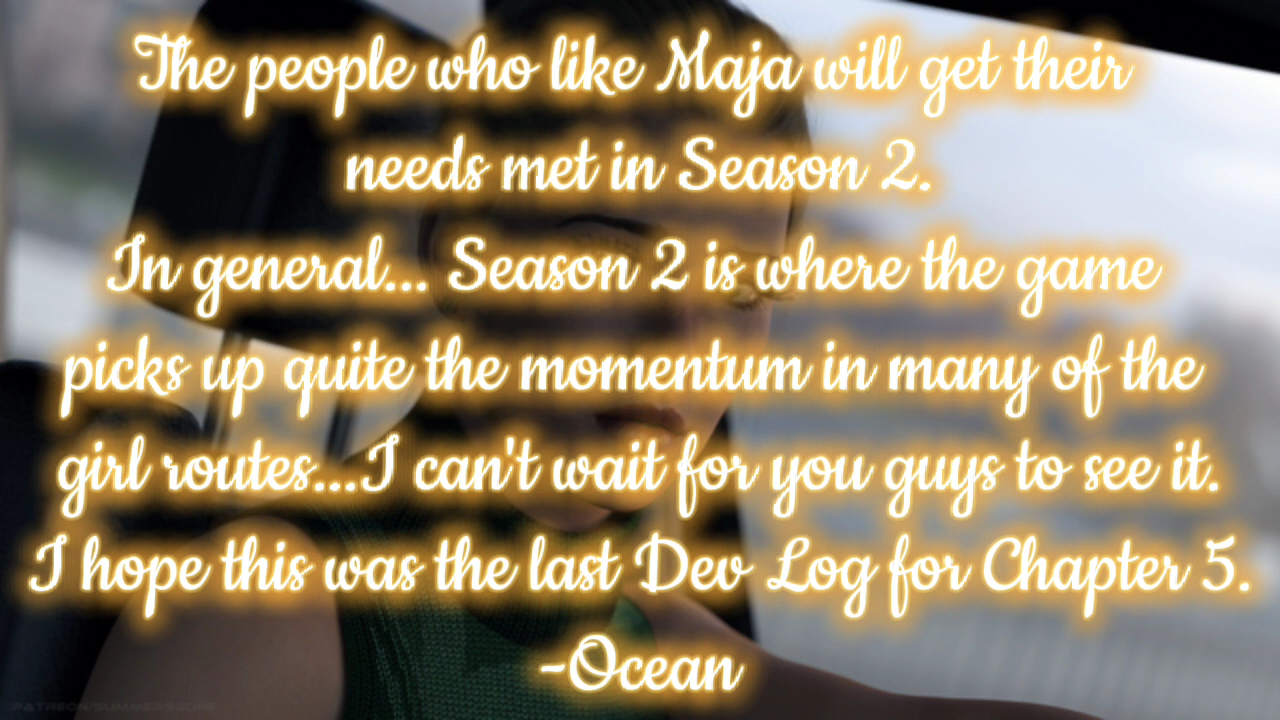 The people who like Maja will get their
needs met in Season 2.
In general... Season 2 is where the game
picks up quite the momentum in many of the
girl routes...I can't wait for you guys to see it.
I hope this was the last Dev Log for Chapter 5.
-Ocean
PATREON/SUMMERSGONE